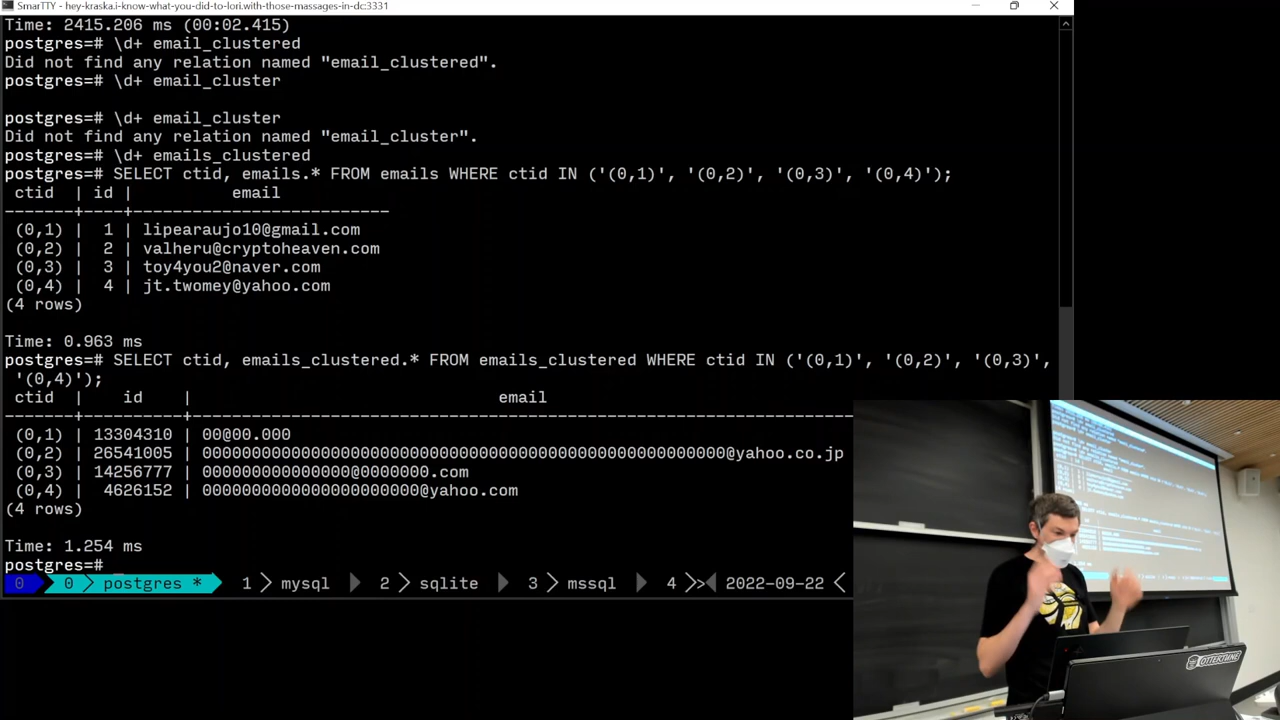 SmarTTY - hey-kraska.i-know-what-you-did-to-lori.with-those-massages-in-dc:3331
Time: 2415.206 ms (00:02.415)
postgres=# \d+ email_clustered
Did not find any relation named "email_clustered".
postgres=# \d+ email_cluster
postgres=# \d+ email_cluster
Did not find any relation named "email_cluster".
postgres=# \d+ emails_clustered
postgres=# SELECT ctid, emails.* FROM emails WHERE ctid IN ('(0,1)', '(0,2)', '(0,3)', '(0,4)');
ctid | id | email
-------+----+---------------------------
(0,1) | 1 | lipearaujo10@gmail.com
(0,2) | 2 | valheru@cryptoheaven.com
(0,3) | 3 | toy4you2@naver.com
(0,4) | 4 | jt.twomey@yahoo.com
(4 rows)
Time: 0.963 ms
postgres=# SELECT ctid, emails_clustered.* FROM emails_clustered WHERE ctid IN ('(0,1)', '(0,2)', '(0,3)',
'(0,4)');
ctid | id | email
(0,1) | 13304310 | 00@00.000
(0,2) | 26541005 | 00000000000000000000000000000000000000000000000000000@yahoo.co.jp
(0,3) | 14256777 | 000000000000000@0000000.com
(0,4) | 4626152 | 0000000000000000000000@yahoo.com
(4 rows)
Time: 1.254 ms
postgres=#
0 0 postgres * 1 mysql 2 sqlite 3 mssql 4 >> 2022-09-22
OTTERTUNE